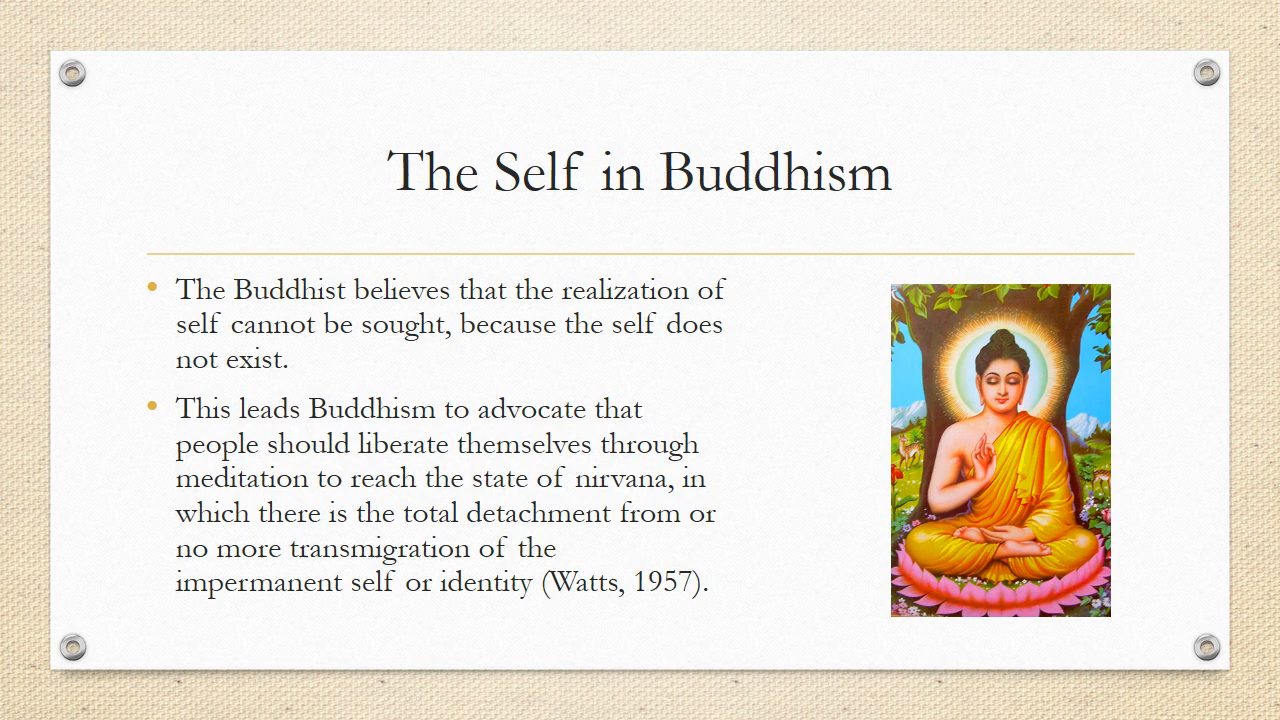 The Self in Buddhism
• The Buddhist believes that the realization of
self cannot be sought, because the self does
not exist.
• This leads Buddhism to advocate that
people should liberate themselves through
meditation to reach the state of nirvana, in
which there is the total detachment from or
no more transmigration of the
impermanent self or identity (Watts, 1957).